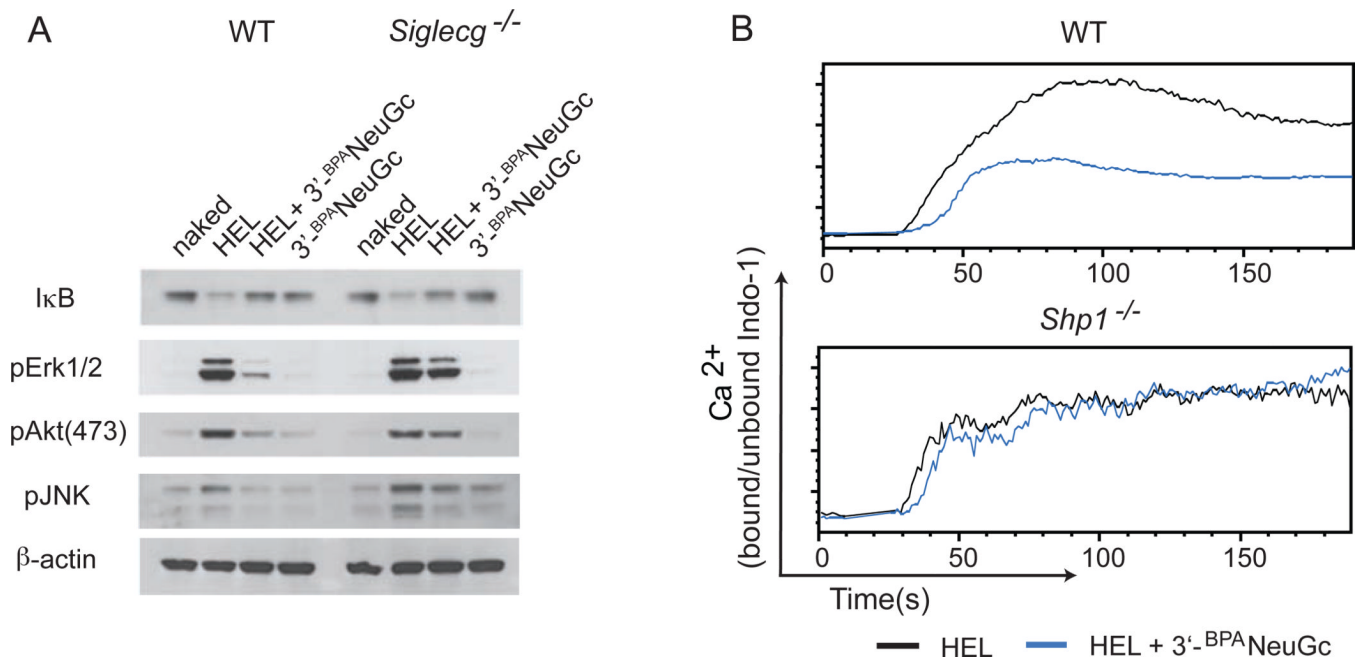 A
WT
Siglecg -/-
naked
HEL
HEL + 3'-BPANeuGc
3'-BPANeuGc
naked
HEL
HEL + 3'-BPANeuGc
3'-BPANeuGc
IκB
pErk1/2
pAkt(473)
pJNK
β-actin
B
WT
0 50 100 150
Shp1 -/-
0 50 100 150
Ca2+
(bound/unbound Indo-1)
Time(s)
HEL
HEL + 3'-BPANeuGc